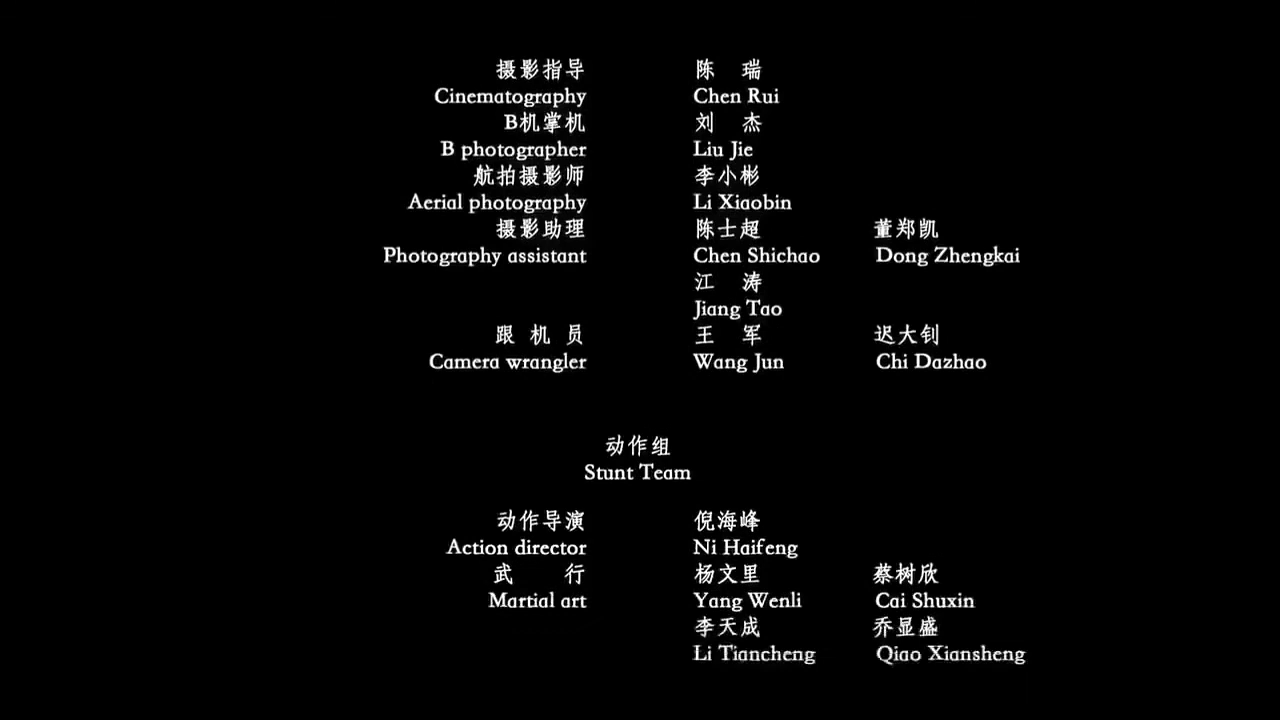 摄影指导 陈 瑞
Cinematography Chen Rui
B机掌机 刘 杰
B photographer Liu Jie
航拍摄影师 李小彬
Aerial photography Li Xiaobin
摄影助理 陈士超 董郑凯
Photography assistant Chen Shichao Dong Zhengkai
江 涛
Jiang Tao
跟 机 员 王 军 迟大钊
Camera wrangler Wang Jun Chi Dazhao
动作组
Stunt Team
动作导演 倪海峰
Action director Ni Haifeng
武 行 杨文里 蔡树欣
Martial art Yang Wenli Cai Shuxin
李天成 乔显盛
Li Tiancheng Qiao Xiansheng